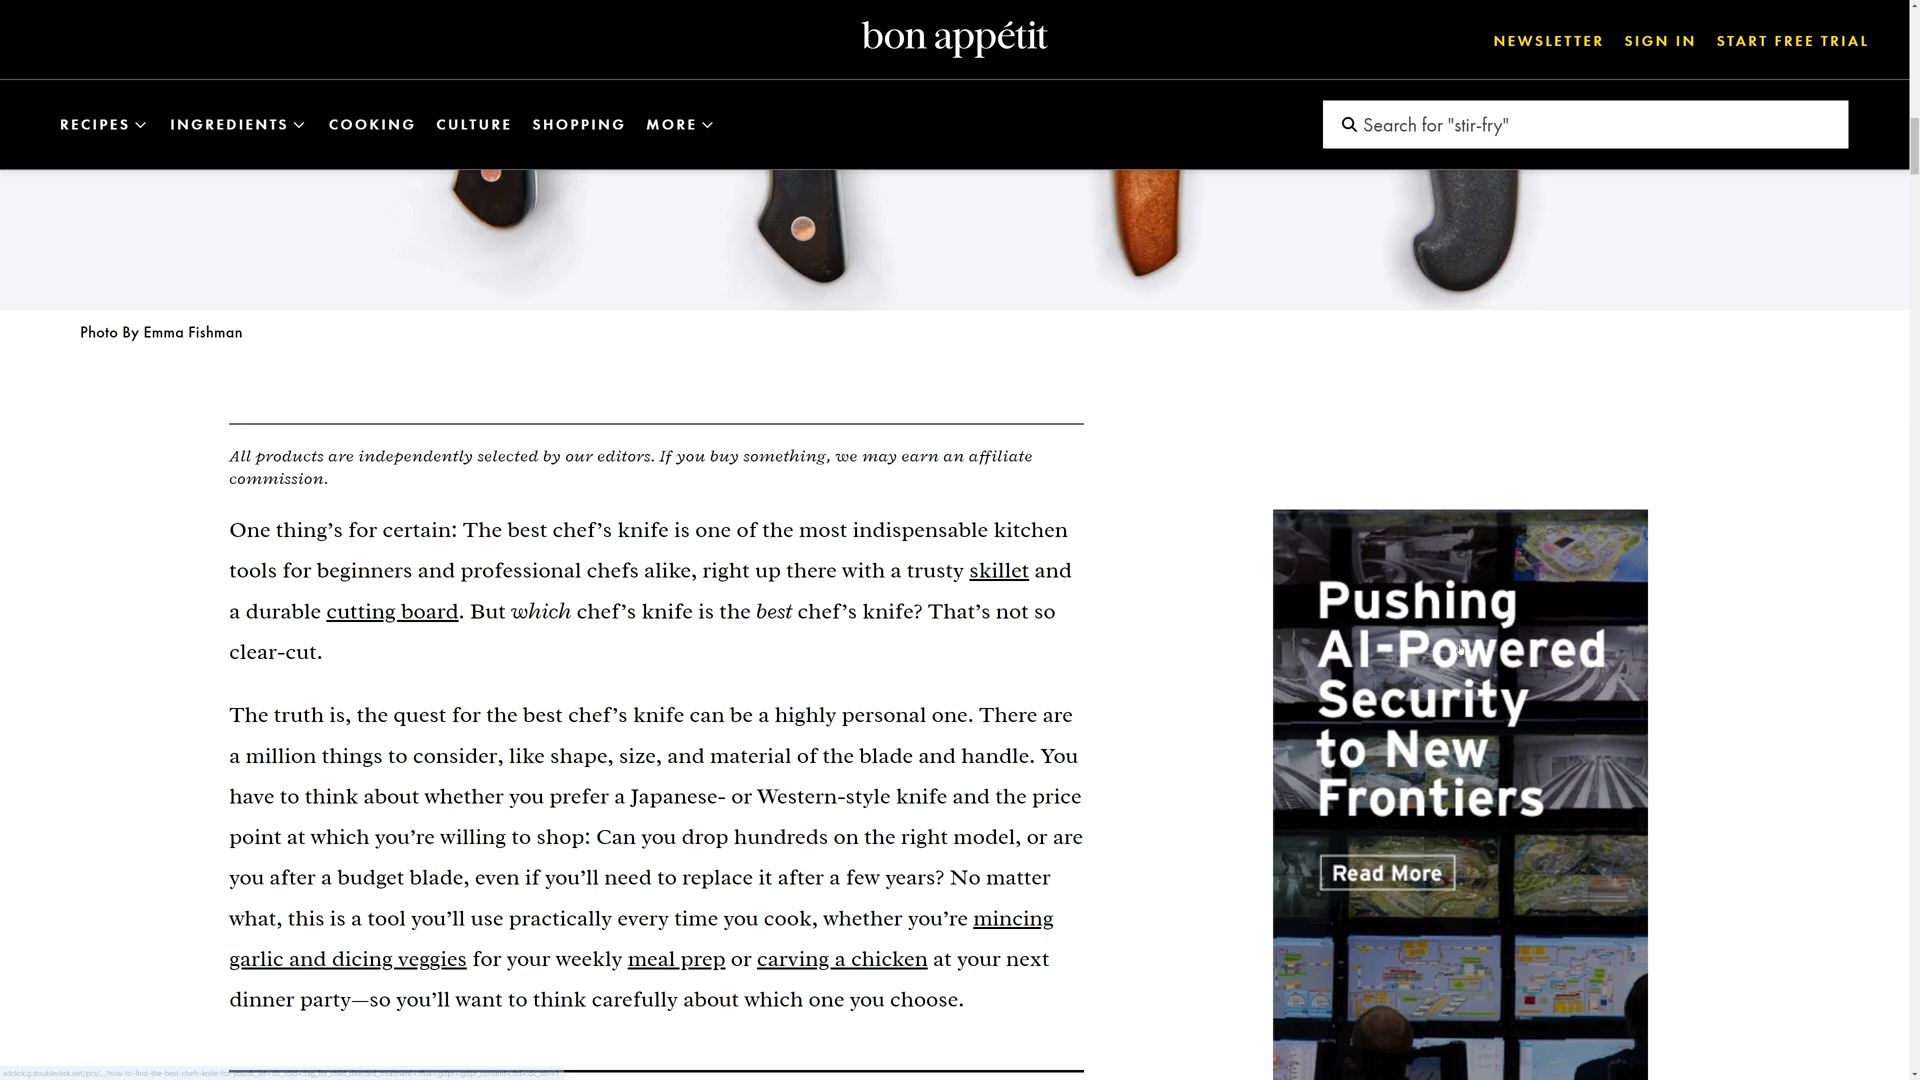 bon appétit
NEWSLETTER SIGN IN START FREE TRIAL
RECIPES INGREDIENTS COOKING CULTURE SHOPPING MORE
Search for "stir-fry"
Photo By Emma Fishman
All products are independently selected by our editors. If you buy something, we may earn an affiliate
commission.
One thing’s for certain: The best chef’s knife is one of the most indispensable kitchen
tools for beginners and professional chefs alike, right up there with a trusty skillet and
a durable cutting board. But which chef’s knife is the best chef’s knife? That’s not so
clear-cut.
The truth is, the quest for the best chef’s knife can be a highly personal one. There are
a million things to consider, like shape, size, and material of the blade and handle. You
have to think about whether you prefer a Japanese- or Western-style knife and the price
point at which you’re willing to shop: Can you drop hundreds on the right model, or are
you after a budget blade, even if you’ll need to replace it after a few years? No matter
what, this is a tool you’ll use practically every time you cook, whether you’re mincing
garlic and dicing veggies for your weekly meal prep or carving a chicken at your next
dinner party—so you’ll want to think carefully about which one you choose.
Pushing
AI-Powered
Security
to New
Frontiers
Read More